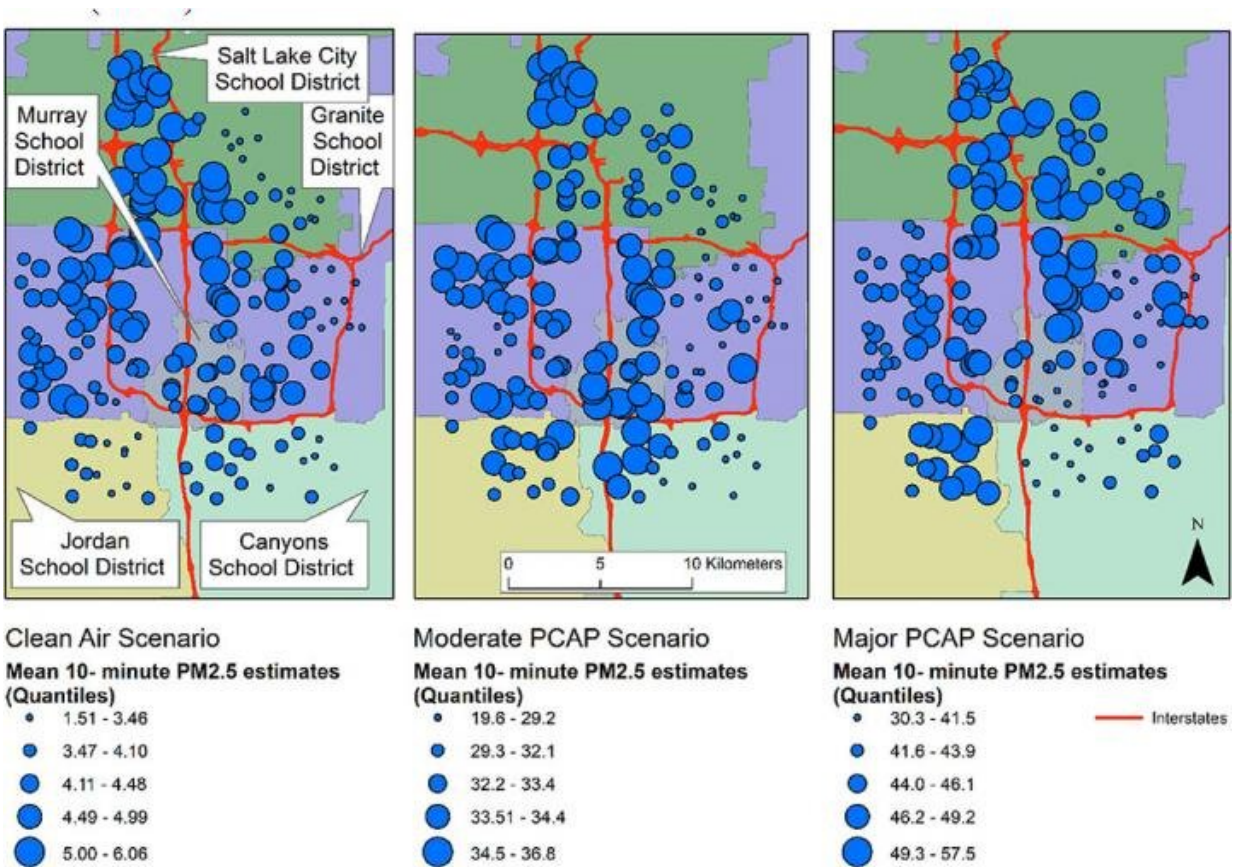 Salt Lake City
School District
Murray
School
District
Granite
School
District
Jordan
School District
Canyons
School District
0 5 10 Kilometers
N
Clean Air Scenario
Mean 10- minute PM2.5 estimates
(Quantiles)
1.51 - 3.46
3.47 - 4.10
4.11 - 4.48
4.49 - 4.99
5.00 - 6.06
Moderate PCAP Scenario
Mean 10- minute PM2.5 estimates
(Quantiles)
19.6 - 29.2
29.3 - 32.1
32.2 - 33.4
33.51 - 34.4
34.5 - 36.8
Major PCAP Scenario
Mean 10- minute PM2.5 estimates
(Quantiles)
30.3 - 41.5
41.6 - 43.9
44.0 - 46.1
46.2 - 49.2
49.3 - 57.5
Interstates